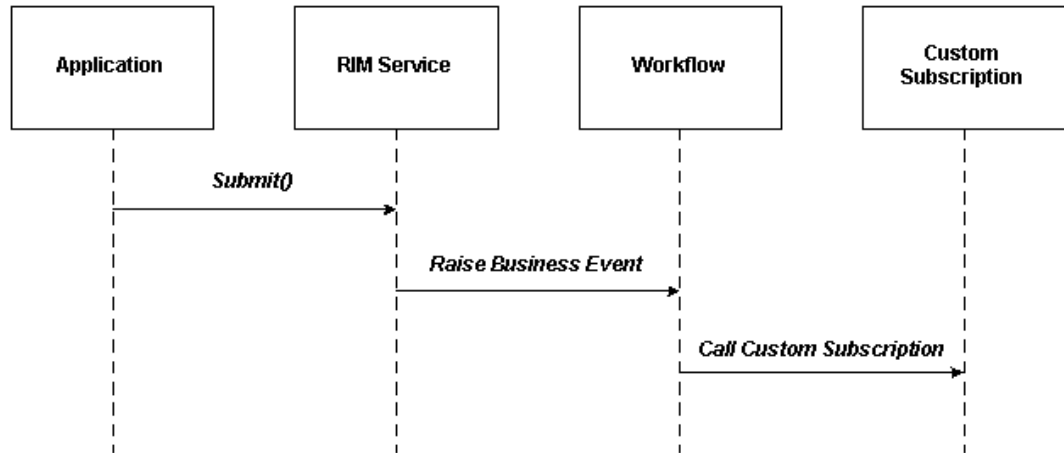 Application
RIM Service
Workflow
Custom
Subscription
Submit()
Raise Business Event
Call Custom Subscription